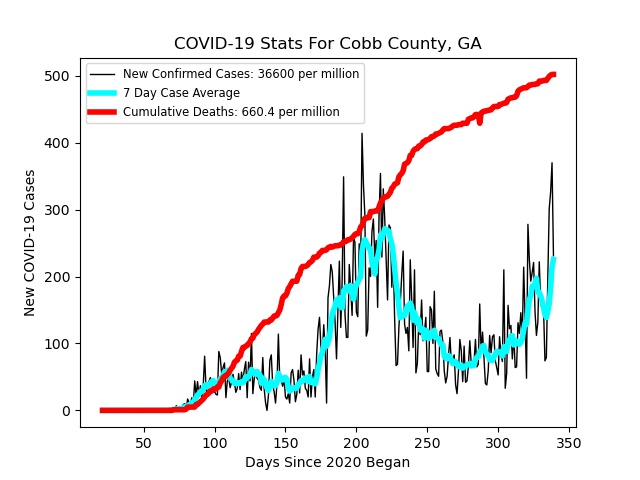 COVID-19 Stats For Cobb County, GA
New Confirmed Cases: 36600 per million
7 Day Case Average
Cumulative Deaths: 660.4 per million
500
400
300
200
100
0
New COVID-19 Cases
50 100 150 200 250 300 350
Days Since 2020 Began